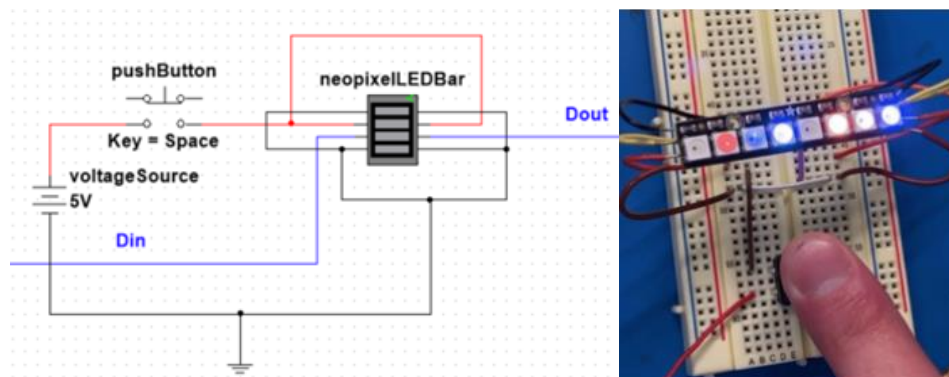 pushButton
Key = Space
neopixelLEDBar
Dout
voltageSource
5V
Din
A B C D E